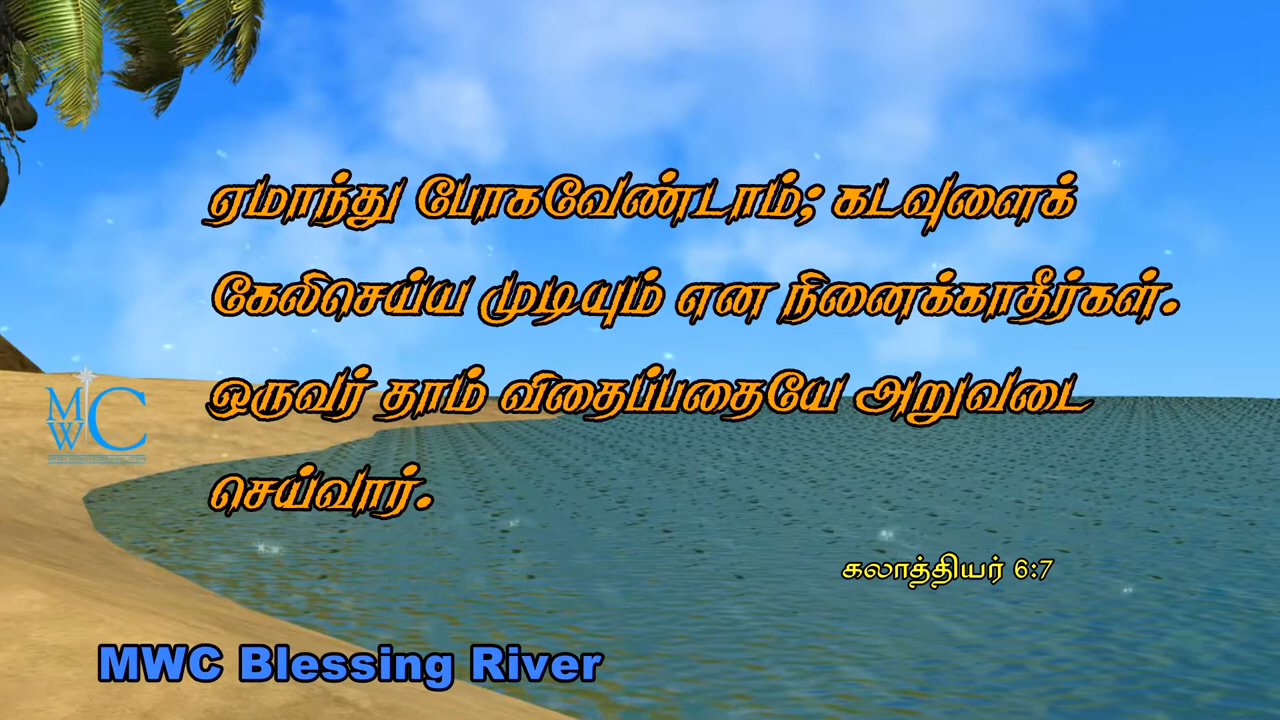 ஏமாந்து போகவேண்டாம்; கடவுளைக்
கேலிசெய்ய முடியும் என நினைக்காதீர்கள்.
ஒருவர் தாம் விதைப்பதையே அறுவடை
செய்வார்.
கலாத்தியர் 6:7
MWC
MWC Blessing River